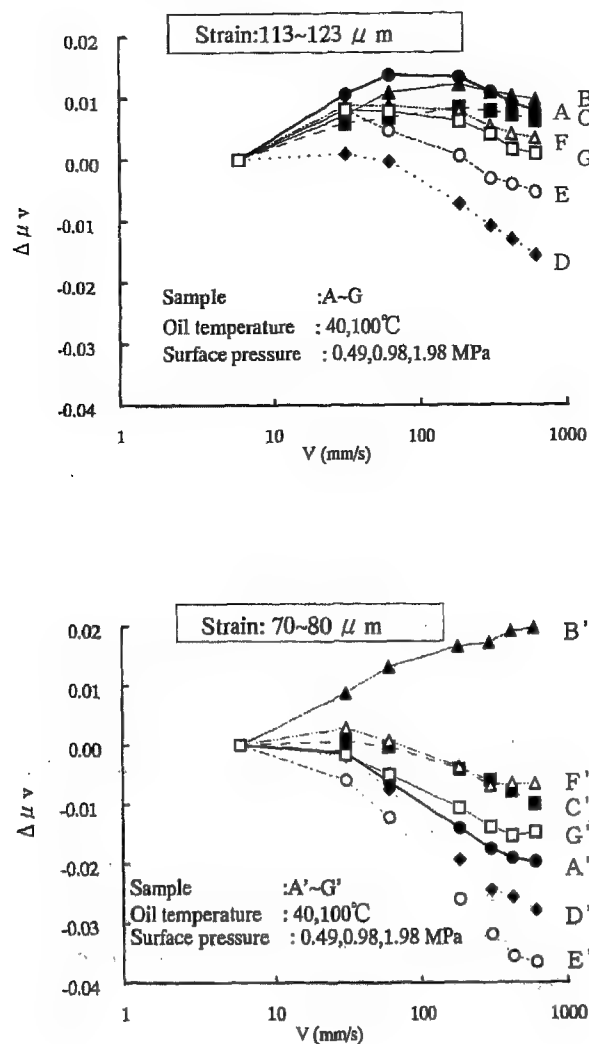 Strain:113~123 μ m
0.02
0.01
0.00
-0.01
-0.02
-0.03
-0.04
Δ μ v
B
A
C
F
G
E
D
Sample :A~G
Oil temperature : 40,100℃
Surface pressure : 0.49,0.98,1.98 MPa
1 10 100 1000
V (mm/s)
Strain: 70~80 μ m
0.02
0.01
0.00
-0.01
-0.02
-0.03
-0.04
Δ μ v
B'
F'
C'
G'
A'
D'
E'
Sample :A'~G'
Oil temperature : 40,100℃
Surface pressure : 0.49,0.98,1.98 MPa
1 10 100 1000
V (mm/s)